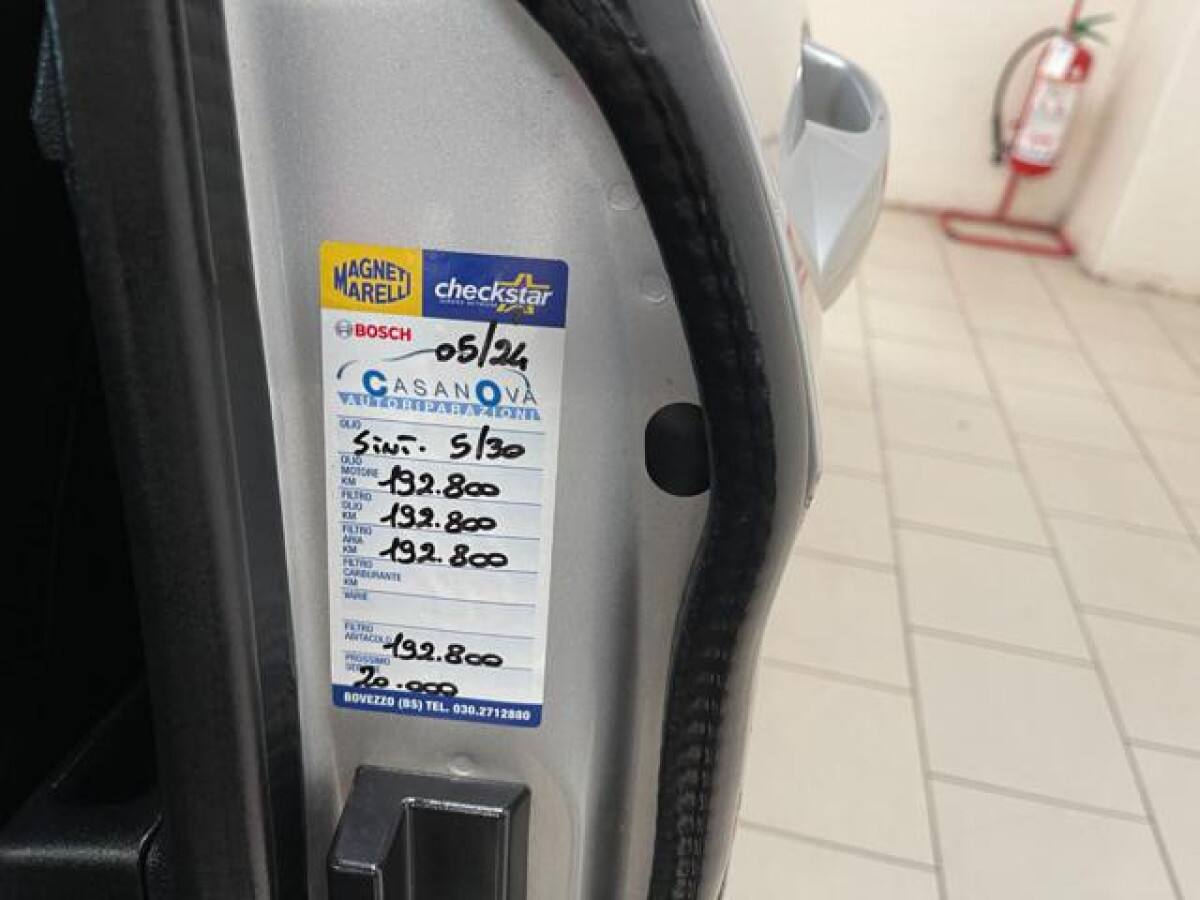 MAGNETI
MARELLI
checkstar
SERVICE NETWORK
BOSCH
05/24
CASANOVA
AUTORIPARAZIONI
OLIO
Sint. 5/30
OLIO
MOTORE
KM 192.800
FILTRO
OLIO
KM 192.800
FILTRO
ARIA
KM 192.800
FILTRO
CARBURANTE
KM
VARIE
FILTRO
ABITACOLO 192.800
PROSSIMO
20.000
BOVEZZO (BS) TEL. 030.2712880